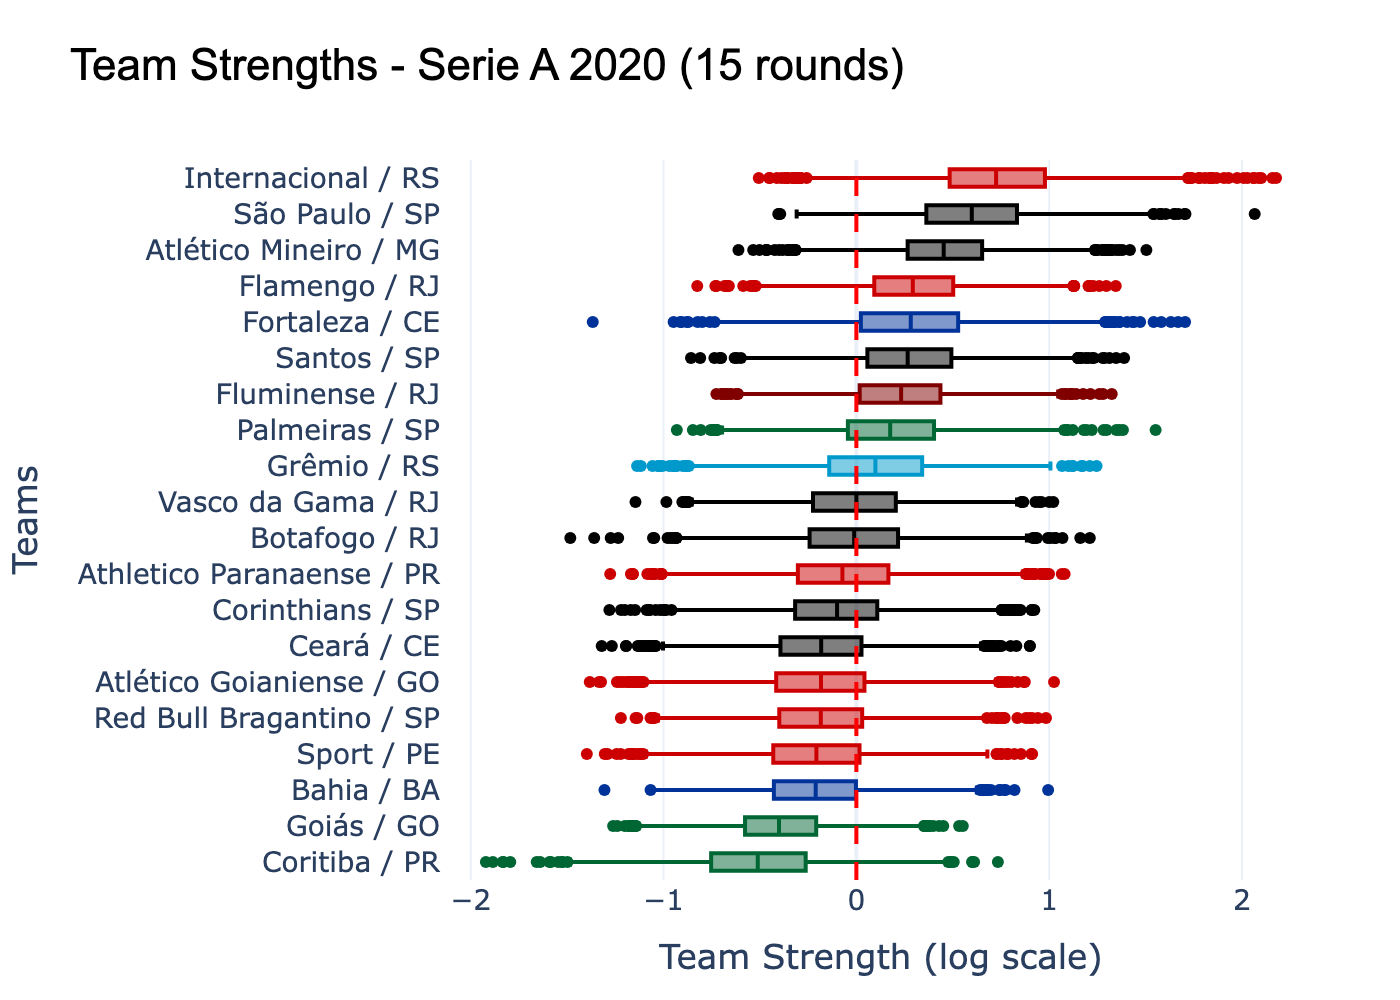 Team Strengths - Serie A 2020 (15 rounds)
Internacional / RS
São Paulo / SP
Atlético Mineiro / MG
Flamengo / RJ
Fortaleza / CE
Santos / SP
Fluminense / RJ
Palmeiras / SP
Grêmio / RS
Vasco da Gama / RJ
Botafogo / RJ
Athletico Paranaense / PR
Corinthians / SP
Ceará / CE
Atlético Goianiense / GO
Red Bull Bragantino / SP
Sport / PE
Bahia / BA
Goiás / GO
Coritiba / PR
Teams
−2 −1 0 1 2
Team Strength (log scale)